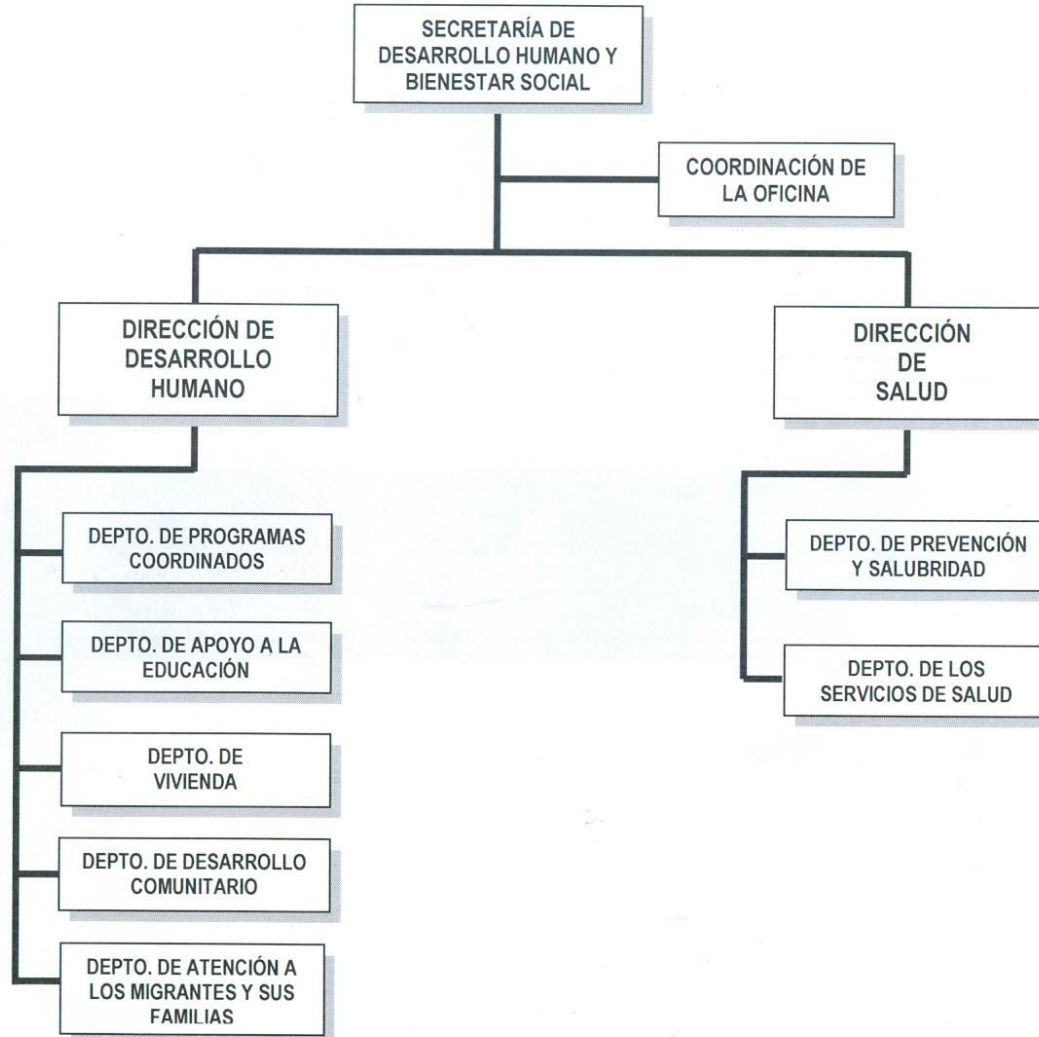 SECRETARÍA DE
DESARROLLO HUMANO Y
BIENESTAR SOCIAL
COORDINACIÓN DE
LA OFICINA
DIRECCIÓN DE
DESARROLLO
HUMANO
DIRECCIÓN
DE
SALUD
DEPTO. DE PROGRAMAS
COORDINADOS
DEPTO. DE APOYO A LA
EDUCACIÓN
DEPTO. DE
VIVIENDA
DEPTO. DE DESARROLLO
COMUNITARIO
DEPTO. DE ATENCIÓN A
LOS MIGRANTES Y SUS
FAMILIAS
DEPTO. DE PREVENCIÓN
Y SALUBRIDAD
DEPTO. DE LOS
SERVICIOS DE SALUD